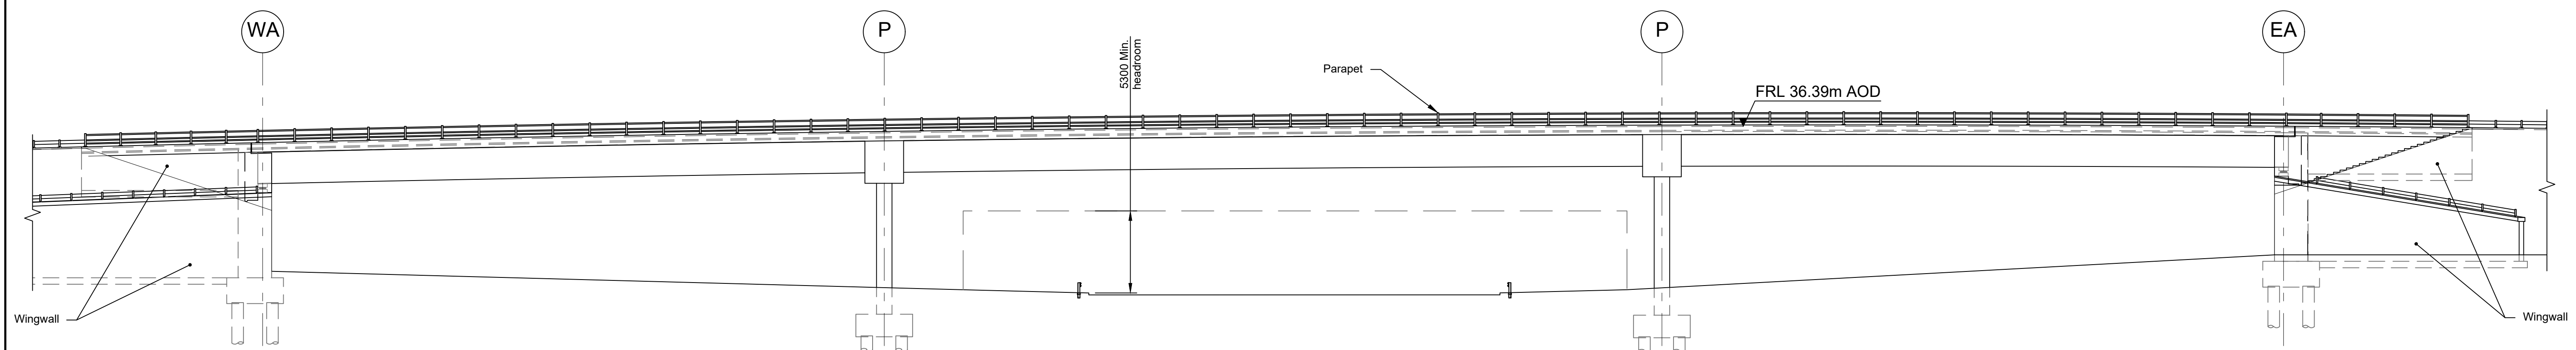 WA
P
P
EA
5300 Min.
headroom
Parapet
FRL 36.39m AOD
Wingwall
Wingwall